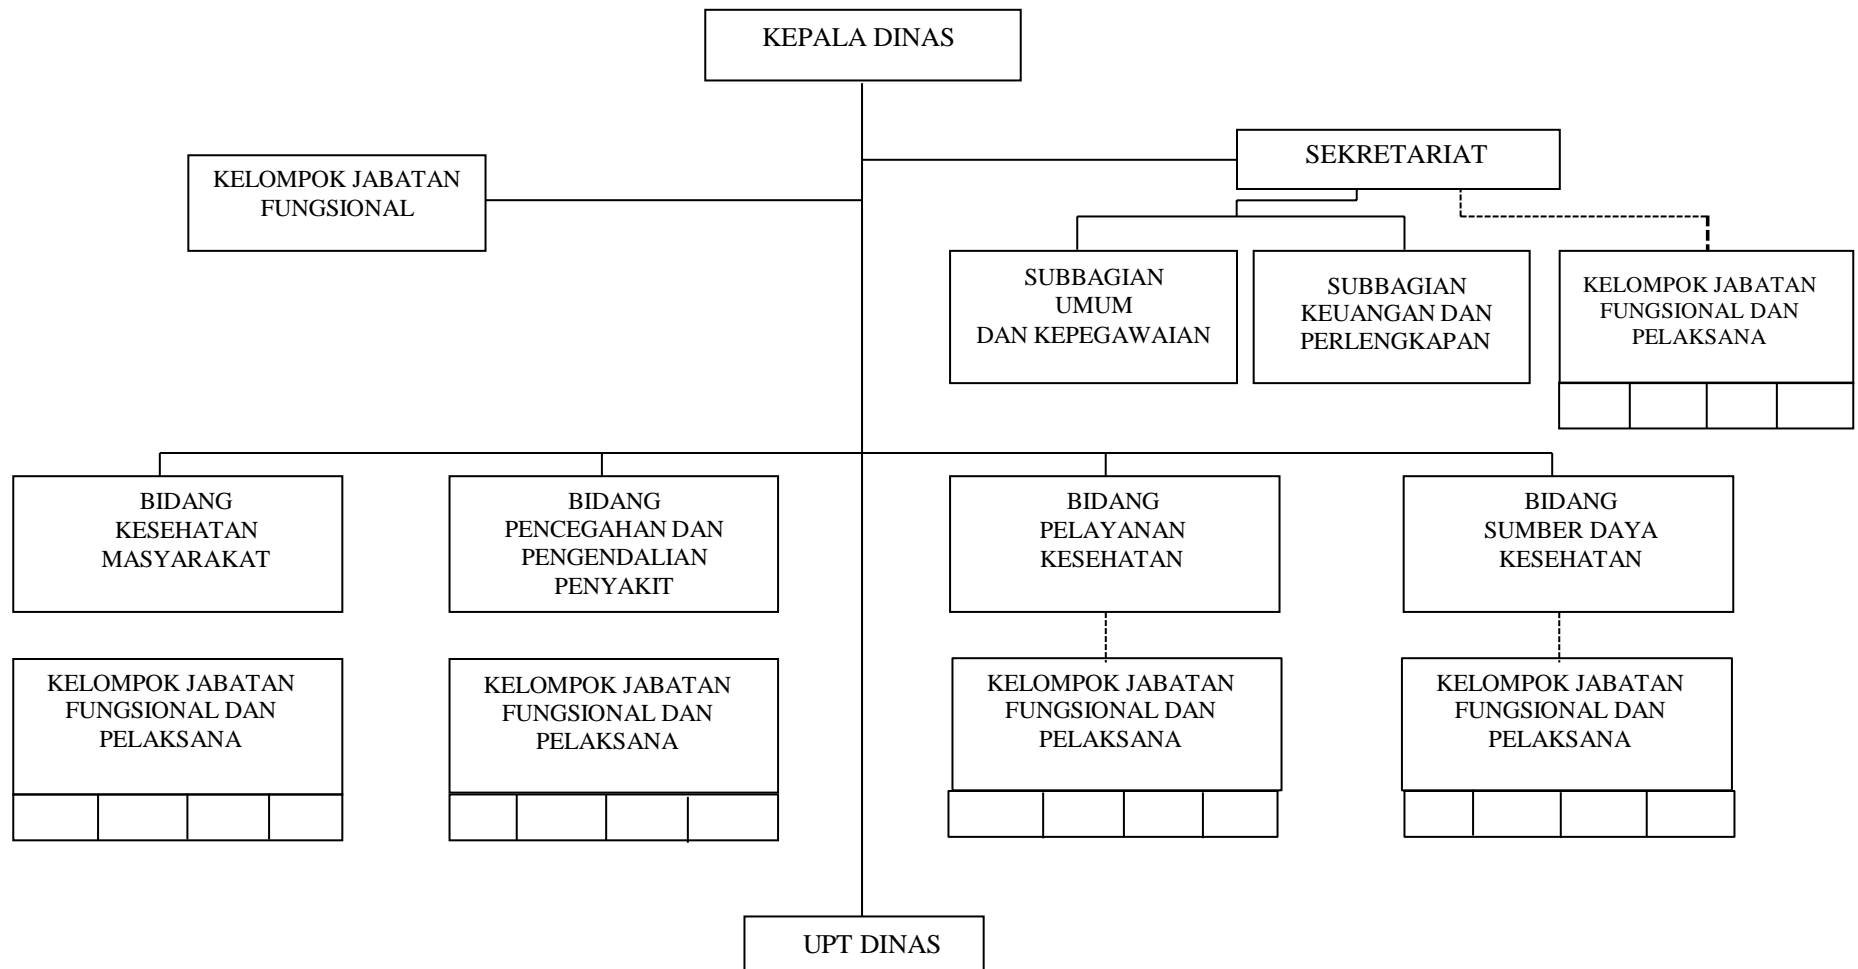 KEPALA DINAS
SEKRETARIAT
KELOMPOK JABATAN
FUNGSIONAL
SUBBAGIAN
UMUM
DAN KEPEGAWAIAN
SUBBAGIAN
KEUANGAN DAN
PERLENGKAPAN
KELOMPOK JABATAN
FUNGSIONAL DAN
PELAKSANA
BIDANG
KESEHATAN
MASYARAKAT
BIDANG
PENCEGAHAN DAN
PENGENDALIAN
PENYAKIT
BIDANG
PELAYANAN
KESEHATAN
BIDANG
SUMBER DAYA
KESEHATAN
KELOMPOK JABATAN
FUNGSIONAL DAN
PELAKSANA
KELOMPOK JABATAN
FUNGSIONAL DAN
PELAKSANA
KELOMPOK JABATAN
FUNGSIONAL DAN
PELAKSANA
KELOMPOK JABATAN
FUNGSIONAL DAN
PELAKSANA
UPT DINAS